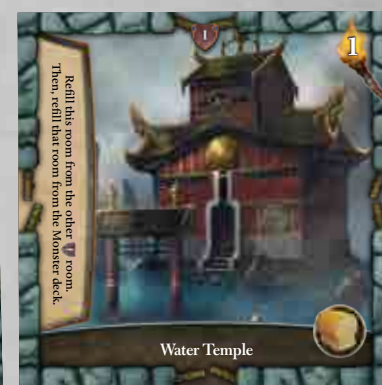 1
1
Refill this room from the other room.
Then, refill that room from the Monster deck.
Water Temple